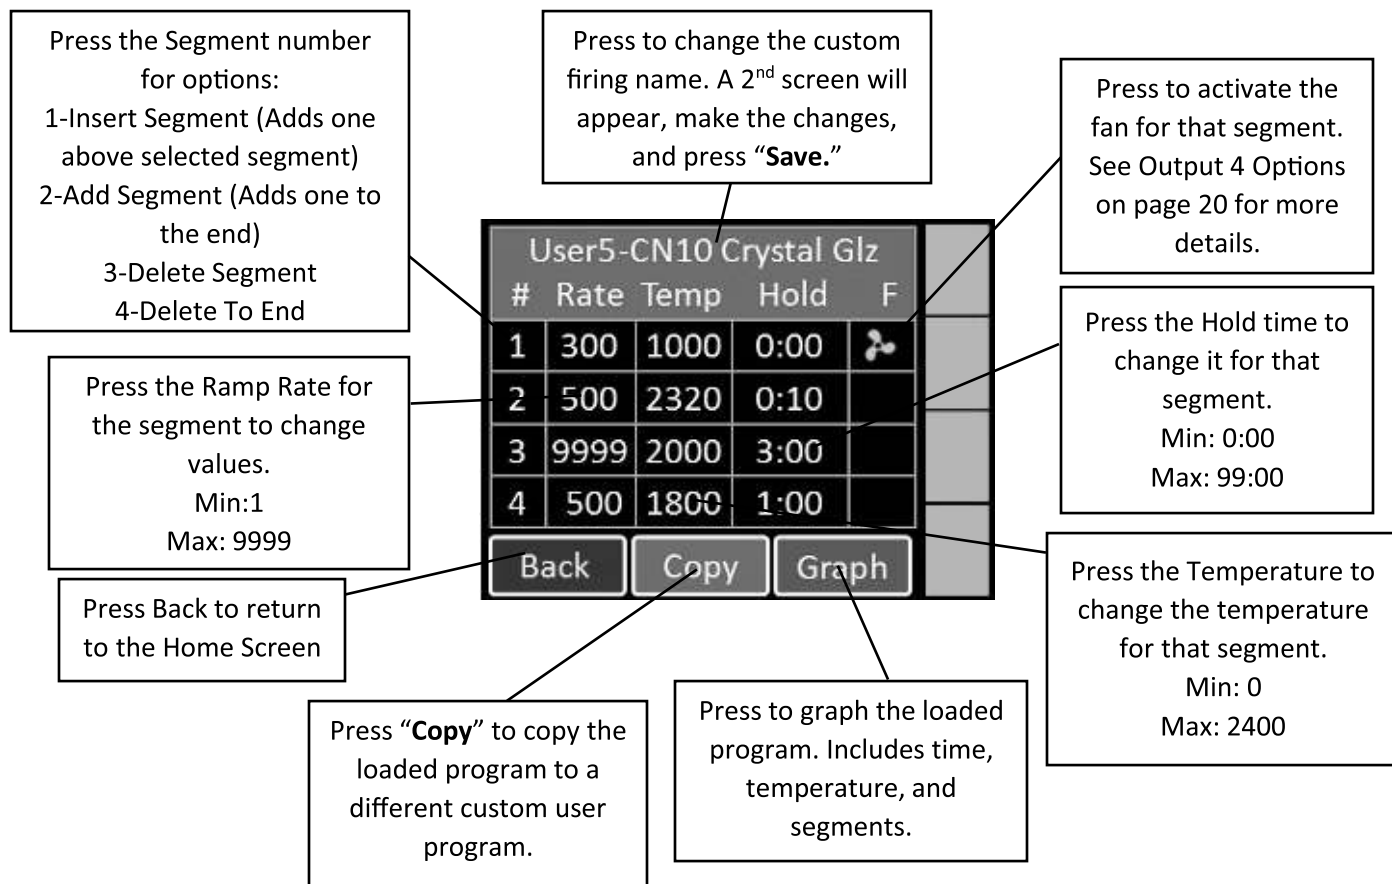 Press the Segment number
for options:
1-Insert Segment (Adds one
above selected segment)
2-Add Segment (Adds one to
the end)
3-Delete Segment
4-Delete To End
Press to change the custom
firing name. A 2nd screen will
appear, make the changes,
and press “Save.”
Press to activate the
fan for that segment.
See Output 4 Options
on page 20 for more
details.
User5-CN10 Crystal Glz
# Rate Temp Hold F
1 300 1000 0:00
2 500 2320 0:10
3 9999 2000 3:00
4 500 1800 1:00
Back Copy Graph
Press the Ramp Rate for
the segment to change
values.
Min:1
Max: 9999
Press the Hold time to
change it for that
segment.
Min: 0:00
Max: 99:00
Press Back to return
to the Home Screen
Press the Temperature to
change the temperature
for that segment.
Min: 0
Max: 2400
Press “Copy” to copy the
loaded program to a
different custom user
program.
Press to graph the loaded
program. Includes time,
temperature, and
segments.